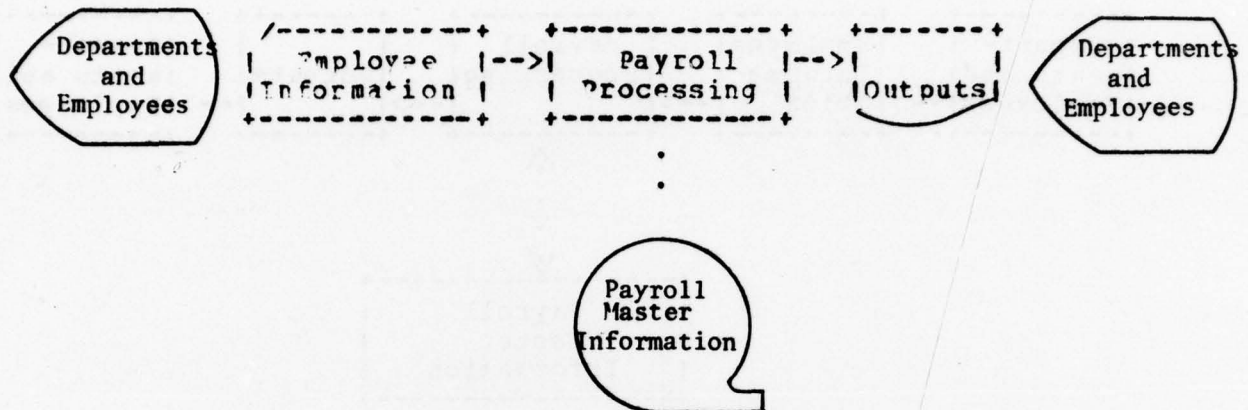 Departments
and
Employees
Employee
Information
-->
Payroll
Processing
-->
Outputs
Departments
and
Employees
Payroll
Master
Information